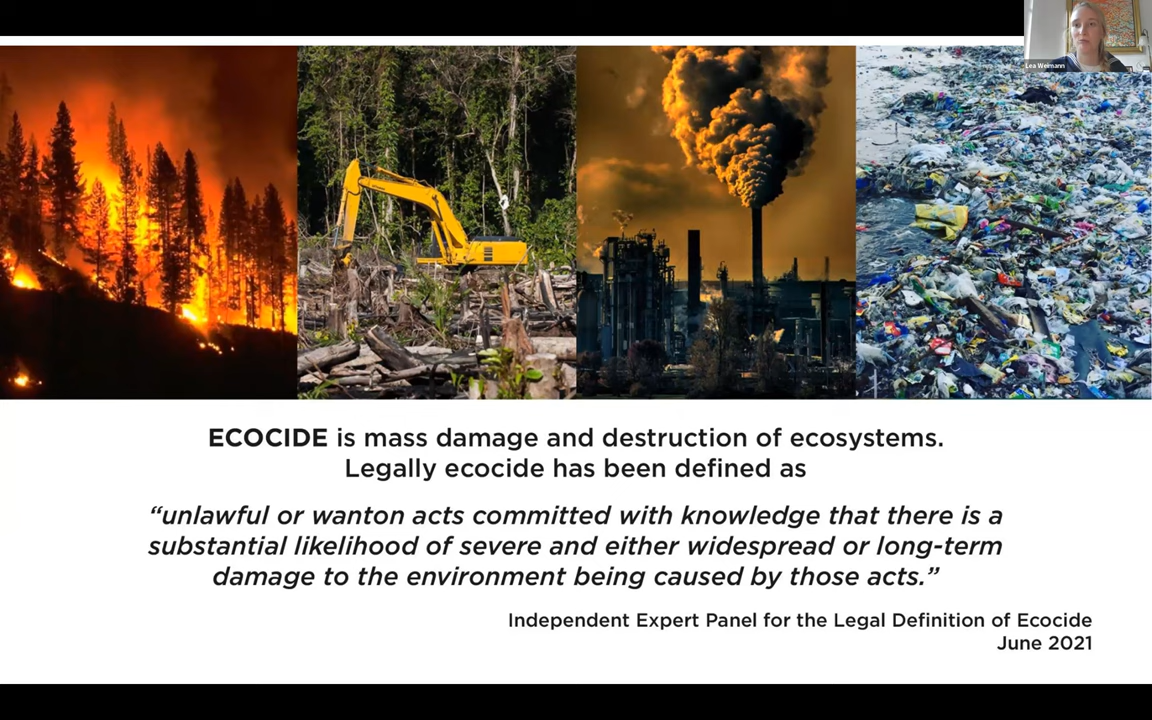 Lea Weimann
ECOCIDE is mass damage and destruction of ecosystems.
Legally ecocide has been defined as
“unlawful or wanton acts committed with knowledge that there is a
substantial likelihood of severe and either widespread or long-term
damage to the environment being caused by those acts.”
Independent Expert Panel for the Legal Definition of Ecocide
June 2021